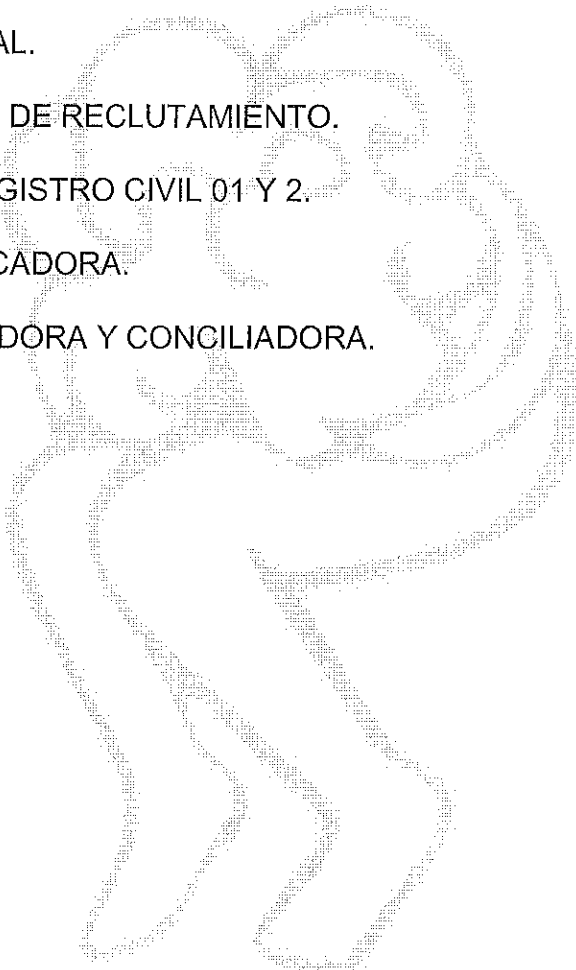 AL.
DE RECLUTAMIENTO.
GISTRO CIVIL 01 Y 2.
CADORA.
DORA Y CONCILIADORA.